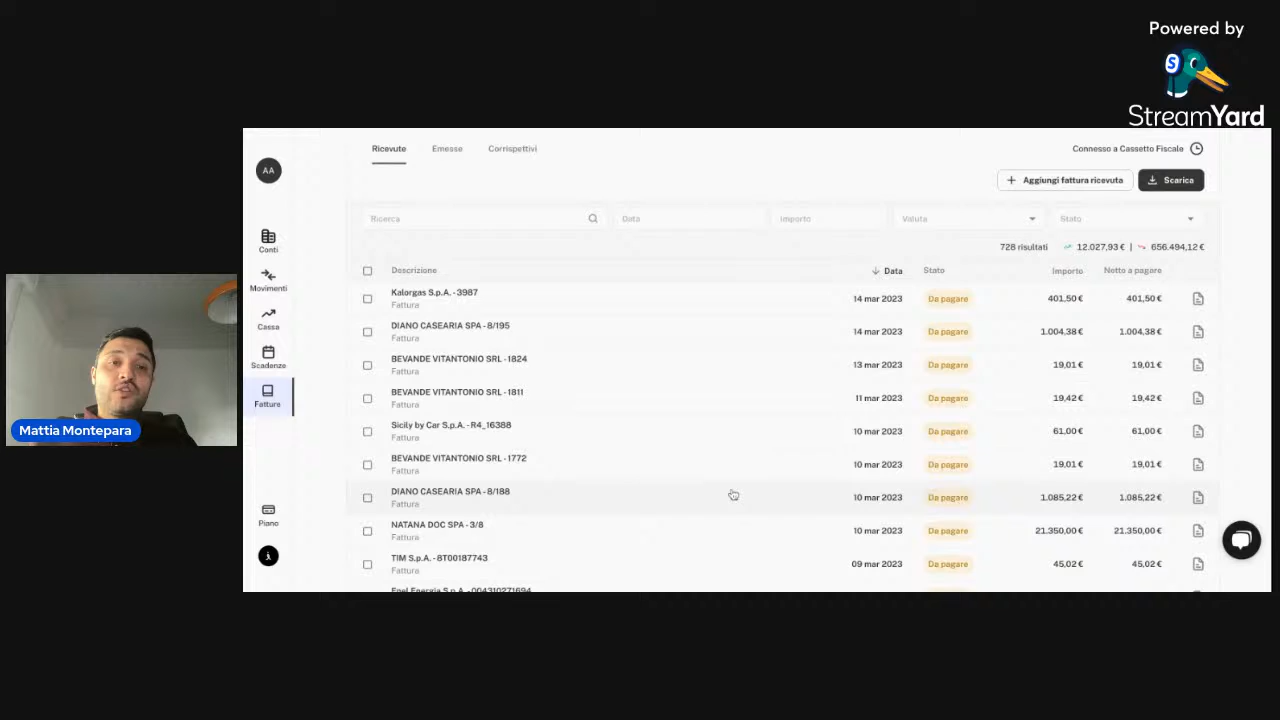 Powered by
StreamYard
Mattia Montepara
AA
Conti
Movimenti
Cassa
Scadenze
Fatture
Piano
Ricevute Emesse Corrispettivi Connesso a Cassetto Fiscale
+ Aggiungi fattura ricevuta Scarica
Ricerca Data Importo Valuta Stato
728 risultati 12.027,93 € | 656.494,12 €
Descrizione Data Stato Importo Netto a pagare
Kalorgas S.p.A. - 3987 14 mar 2023 Da pagare 401,50 € 401,50 €
Fattura
DIANO CASEARIA SPA - 8/195 14 mar 2023 Da pagare 1.004,38 € 1.004,38 €
Fattura
BEVANDE VITANTONIO SRL - 1824 13 mar 2023 Da pagare 19,01 € 19,01 €
Fattura
BEVANDE VITANTONIO SRL - 1811 11 mar 2023 Da pagare 19,42 € 19,42 €
Fattura
Sicily by Car S.p.A. - R4_16388 10 mar 2023 Da pagare 61,00 € 61,00 €
Fattura
BEVANDE VITANTONIO SRL - 1772 10 mar 2023 Da pagare 19,01 € 19,01 €
Fattura
DIANO CASEARIA SPA - 8/188 10 mar 2023 Da pagare 1.085,22 € 1.085,22 €
Fattura
NATANA DOC SPA - 3/8 10 mar 2023 Da pagare 21.350,00 € 21.350,00 €
Fattura
TIM S.p.A. - 8T00187743 09 mar 2023 Da pagare 45,02 € 45,02 €
Fattura
Enel Energia S.p.A. - 004310271694